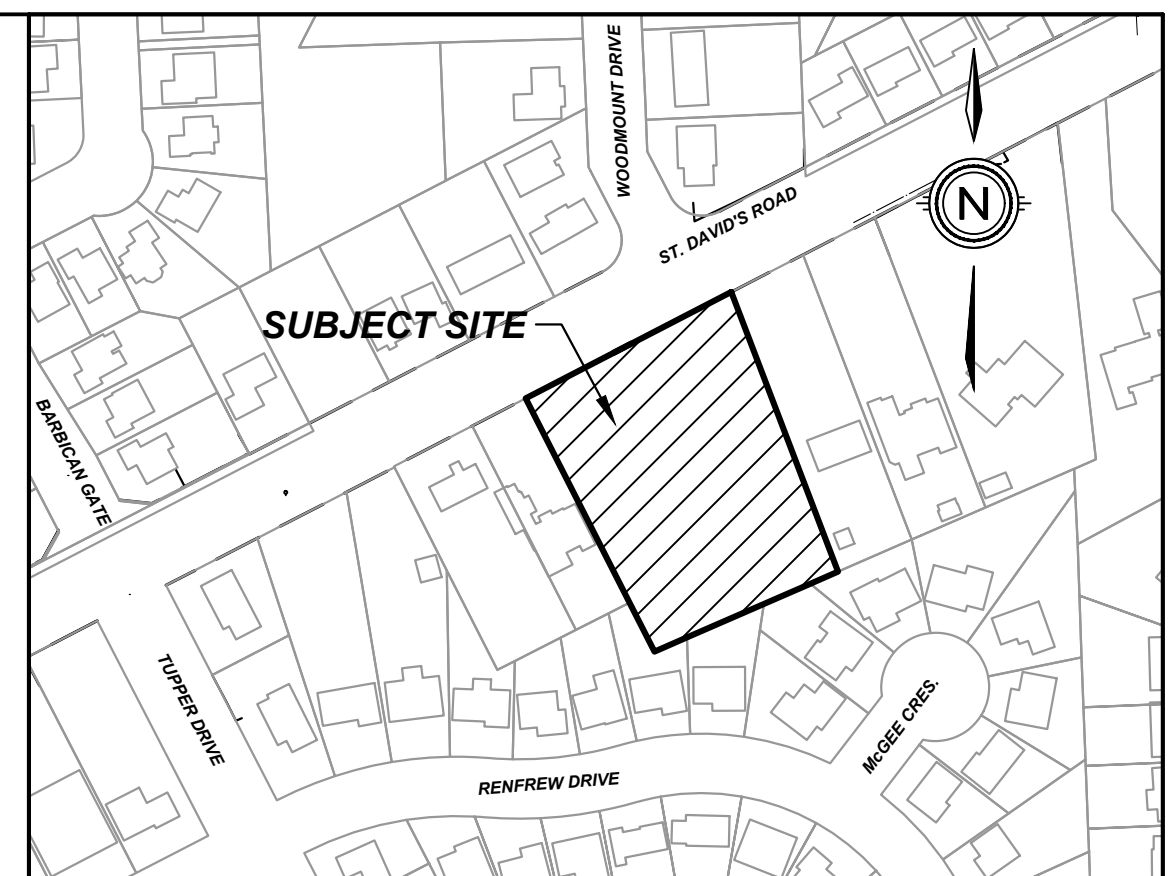 WOODMOUNT DRIVE
ST. DAVID'S ROAD
N
SUBJECT SITE
BARBICAN GATE
TUPPER DRIVE
McGEE CRES.
RENFREW DRIVE